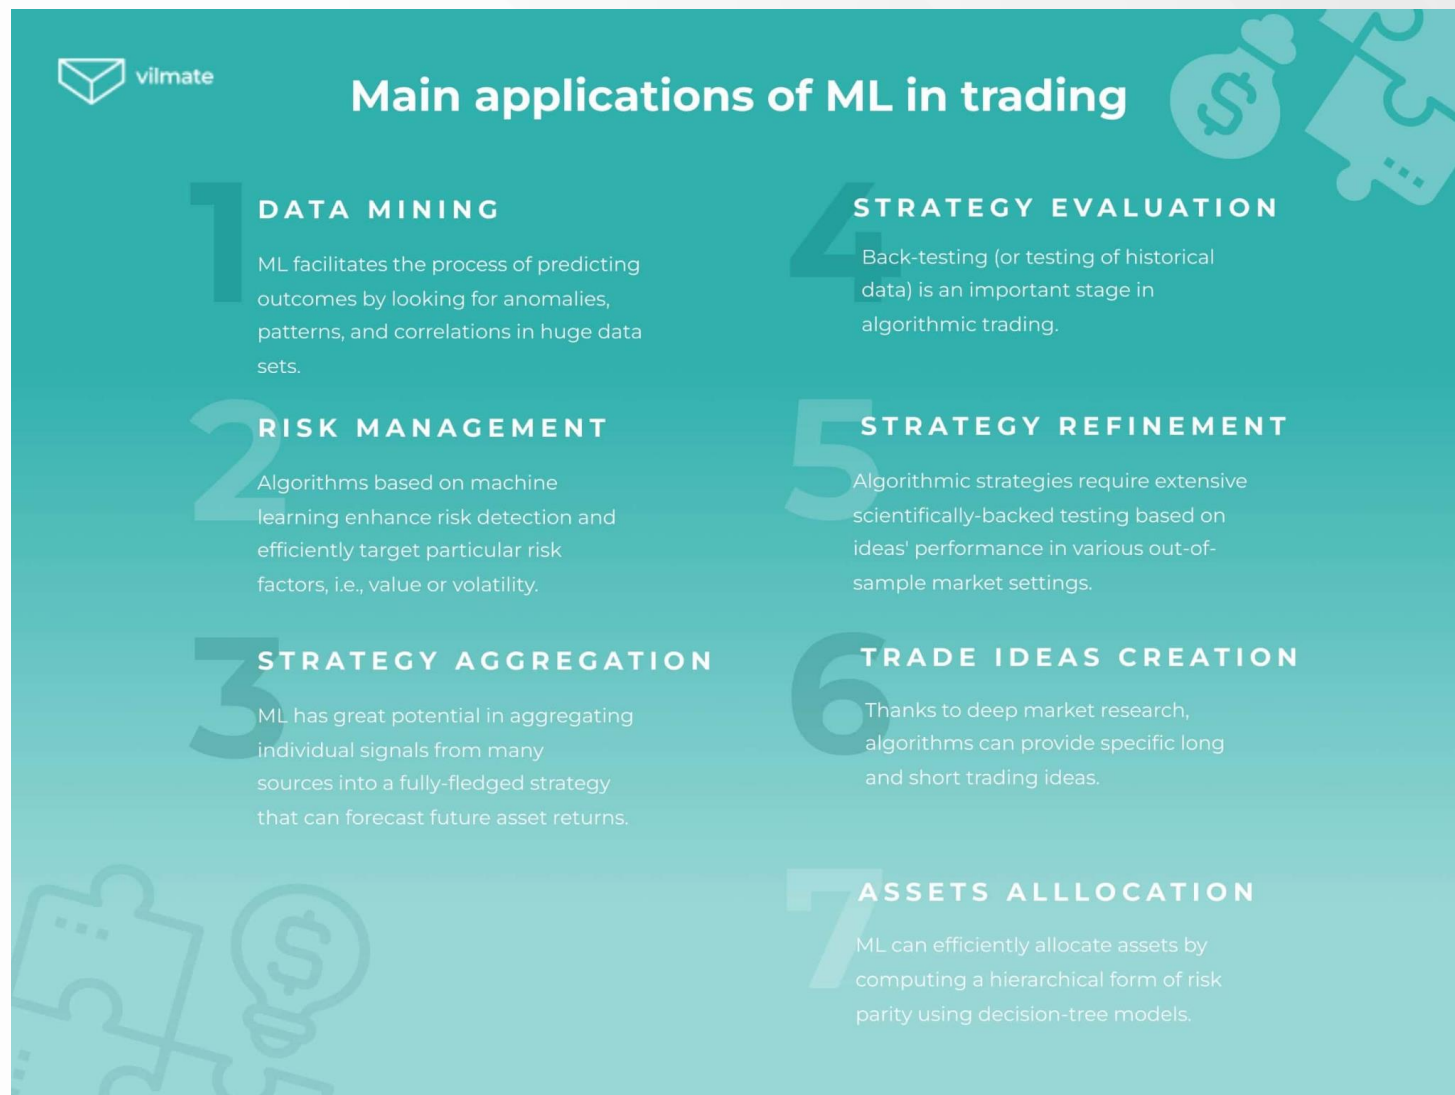 vilmate
Main applications of ML in trading
1
DATA MINING
ML facilitates the process of predicting
outcomes by looking for anomalies,
patterns, and correlations in huge data
sets.
2
RISK MANAGEMENT
Algorithms based on machine
learning enhance risk detection and
efficiently target particular risk
factors, i.e., value or volatility.
3
STRATEGY AGGREGATION
ML has great potential in aggregating
individual signals from many
sources into a fully-fledged strategy
that can forecast future asset returns.
4
STRATEGY EVALUATION
Back-testing (or testing of historical
data) is an important stage in
algorithmic trading.
5
STRATEGY REFINEMENT
Algorithmic strategies require extensive
scientifically-backed testing based on
ideas' performance in various out-of-
sample market settings.
6
TRADE IDEAS CREATION
Thanks to deep market research,
algorithms can provide specific long
and short trading ideas.
7
ASSETS ALLLOCATION
ML can efficiently allocate assets by
computing a hierarchical form of risk
parity using decision-tree models.